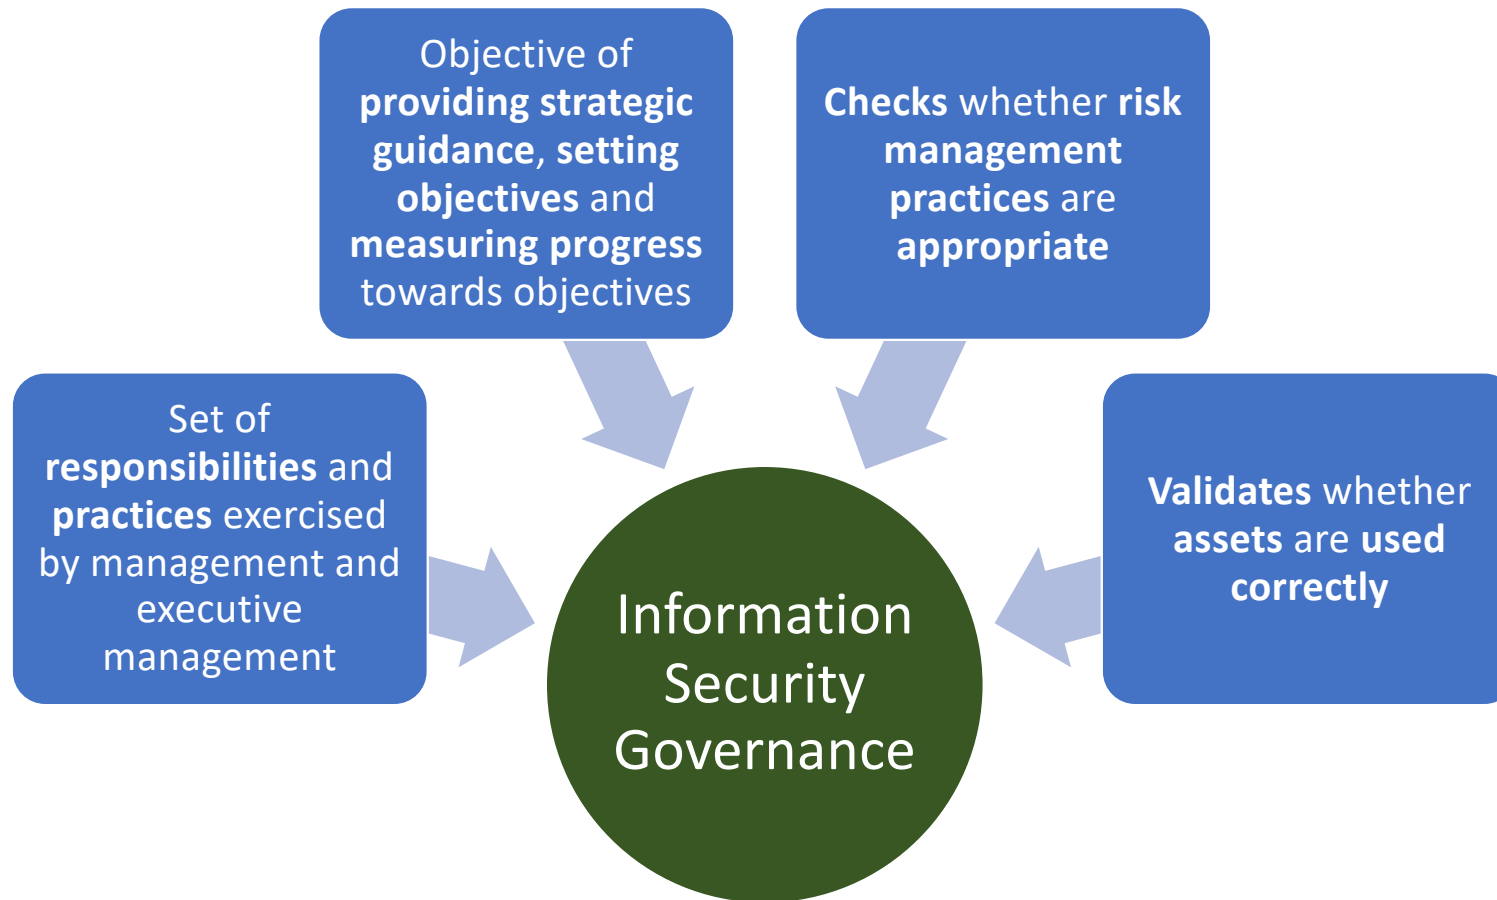 Objective of
providing strategic
guidance, setting
objectives and
measuring progress
towards objectives
Checks whether risk
management
practices are
appropriate
Set of
responsibilities and
practices exercised
by management and
executive
management
Validates whether
assets are used
correctly
Information
Security
Governance